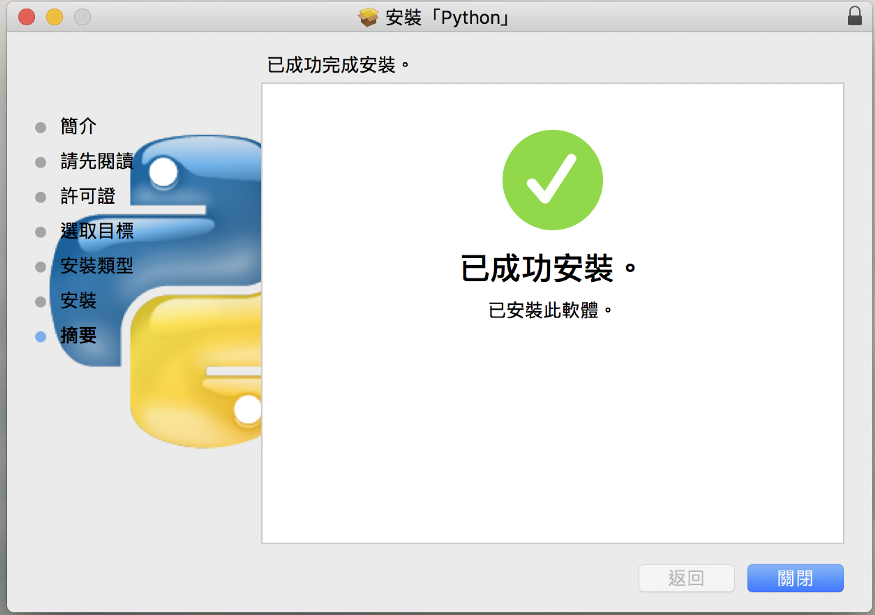 安裝「Python」
已成功完成安裝。
簡介
請先閱讀
許可證
選取目標
安裝類型
安裝
摘要
已成功安裝。
已安裝此軟體。
返回
關閉